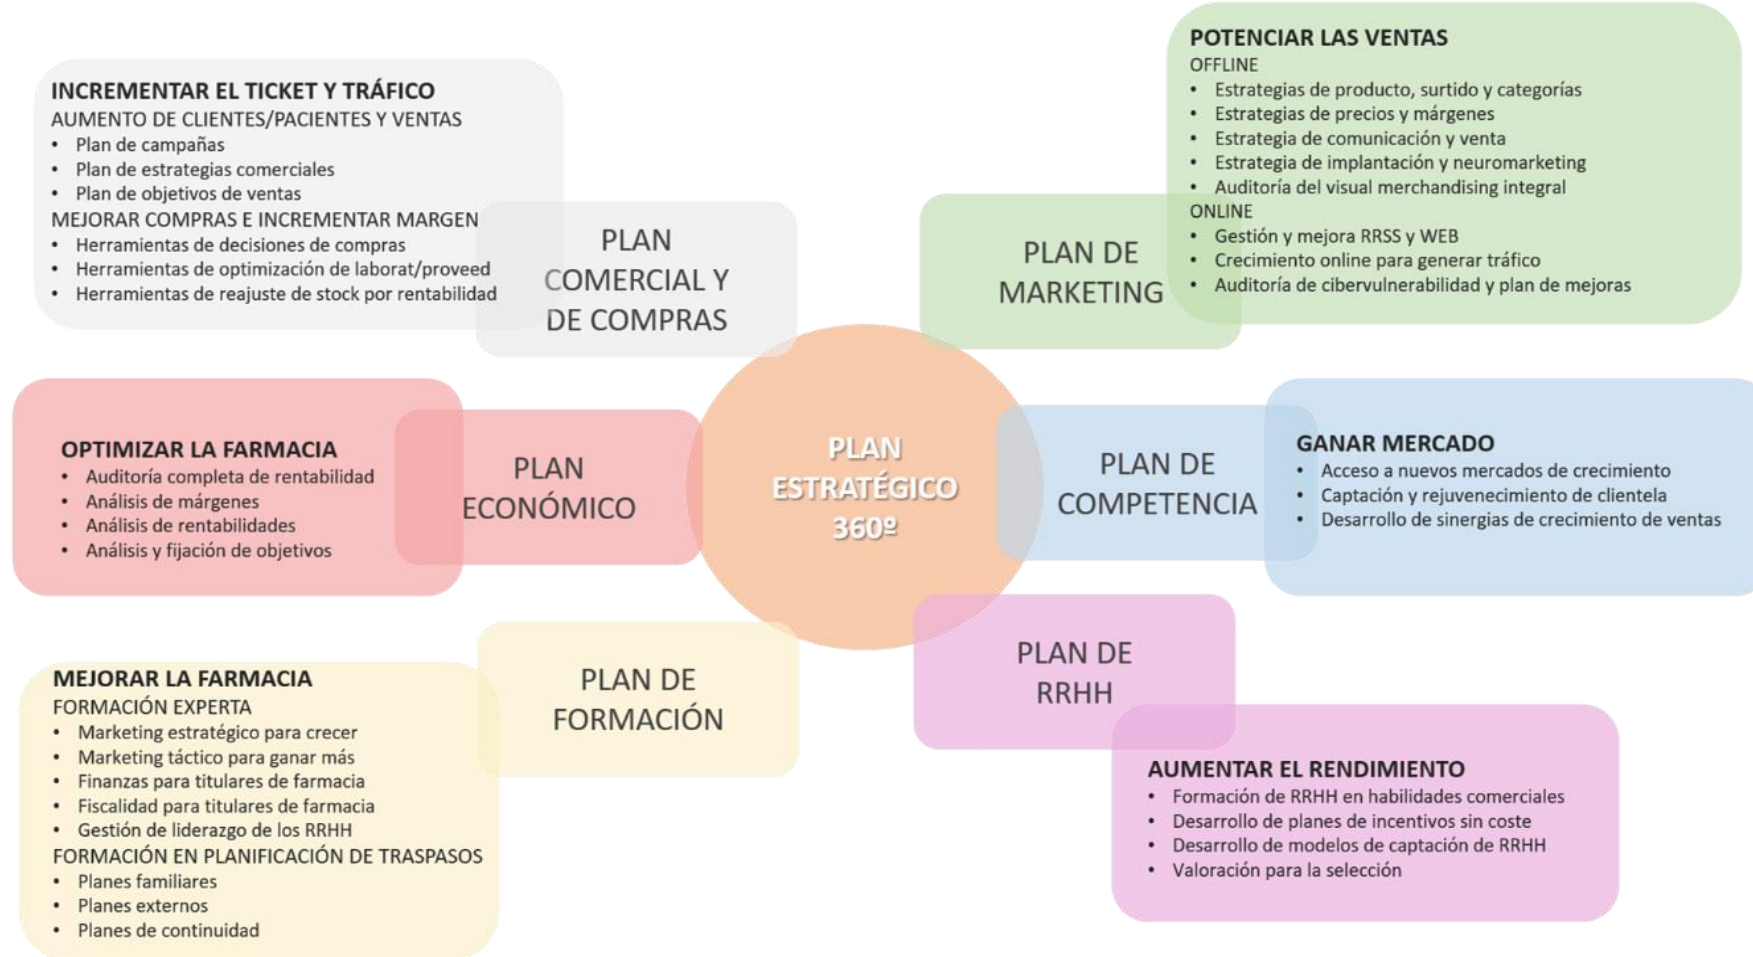 INCREMENTAR EL TICKET Y TRÁFICO
AUMENTO DE CLIENTES/PACIENTES Y VENTAS
• Plan de campañas
• Plan de estrategias comerciales
• Plan de objetivos de ventas
MEJORAR COMPRAS E INCREMENTAR MARGEN
• Herramientas de decisiones de compras
• Herramientas de optimización de laborat/proveed
• Herramientas de reajuste de stock por rentabilidad
PLAN
COMERCIAL Y
DE COMPRAS
POTENCIAR LAS VENTAS
OFFLINE
• Estrategias de producto, surtido y categorías
• Estrategias de precios y márgenes
• Estrategia de comunicación y venta
• Estrategia de implantación y neuromarketing
• Auditoría del visual merchandising integral
ONLINE
• Gestión y mejora RRSS y WEB
• Crecimiento online para generar tráfico
• Auditoría de cibervulnerabilidad y plan de mejoras
PLAN DE
MARKETING
OPTIMIZAR LA FARMACIA
• Auditoría completa de rentabilidad
• Análisis de márgenes
• Análisis de rentabilidades
• Análisis y fijación de objetivos
PLAN
ECONÓMICO
PLAN
ESTRATÉGICO
360º
PLAN DE
COMPETENCIA
GANAR MERCADO
• Acceso a nuevos mercados de crecimiento
• Captación y rejuvenecimiento de clientela
• Desarrollo de sinergias de crecimiento de ventas
MEJORAR LA FARMACIA
FORMACIÓN EXPERTA
• Marketing estratégico para crecer
• Marketing táctico para ganar más
• Finanzas para titulares de farmacia
• Fiscalidad para titulares de farmacia
• Gestión de liderazgo de los RRHH
FORMACIÓN EN PLANIFICACIÓN DE TRASPASOS
• Planes familiares
• Planes externos
• Planes de continuidad
PLAN DE
FORMACIÓN
PLAN DE
RRHH
AUMENTAR EL RENDIMIENTO
• Formación de RRHH en habilidades comerciales
• Desarrollo de planes de incentivos sin coste
• Desarrollo de modelos de captación de RRHH
• Valoración para la selección